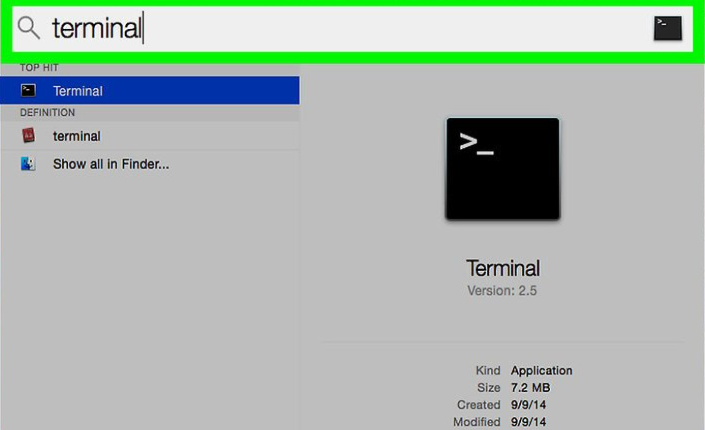 terminal
TOP HIT
Terminal
DEFINITION
terminal
Show all in Finder...
>_
Terminal
Version: 2.5
Kind Application
Size 7.2 MB
Created 9/9/14
Modified 9/9/14